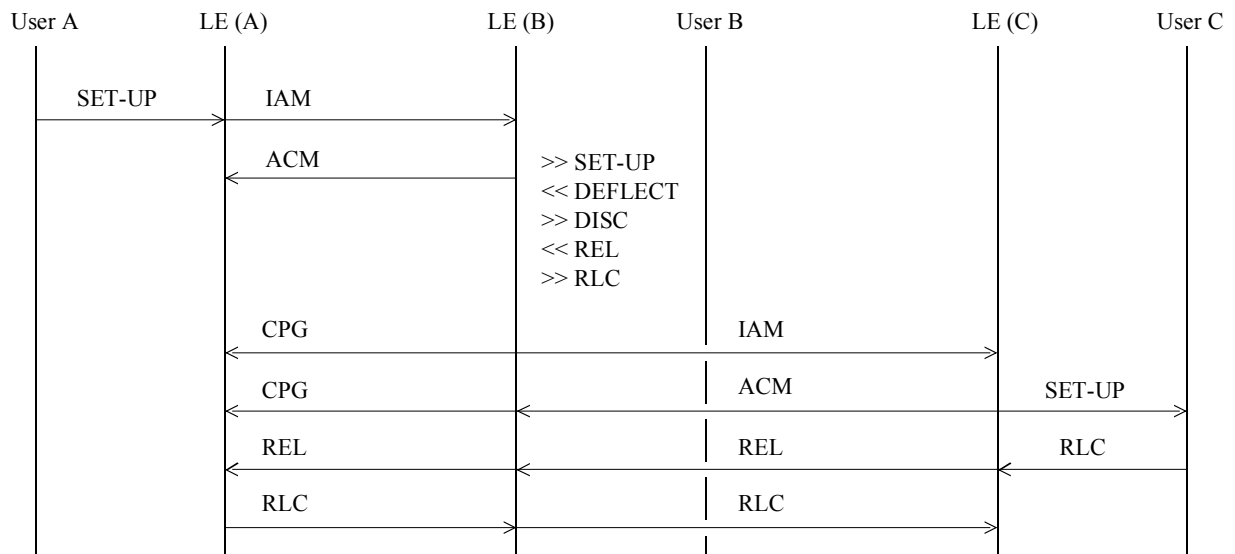 User A LE (A) LE (B) User B LE (C) User C
SET-UP IAM
ACM >> SET-UP
<< DEFLECT
>> DISC
<< REL
>> RLC
CPG IAM
CPG ACM SET-UP
REL REL RLC
RLC RLC